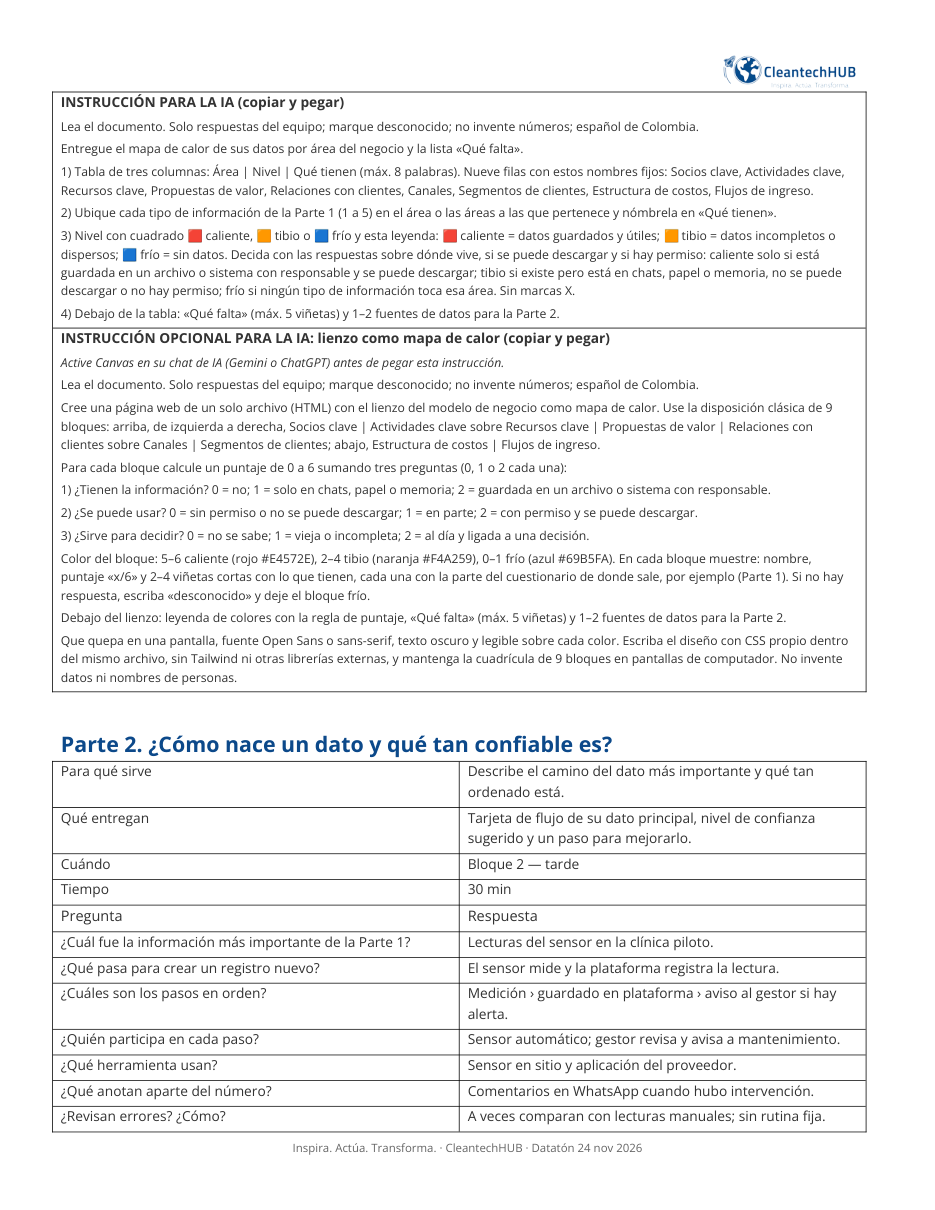 CleantechHUB
Inspira. Actúa. Transforma.
INSTRUCCIÓN PARA LA IA (copiar y pegar)
Lea el documento. Solo respuestas del equipo; marque desconocido; no invente números; español de Colombia.
Entregue el mapa de calor de sus datos por área del negocio y la lista «Qué falta».
1) Tabla de tres columnas: Área | Nivel | Qué tienen (máx. 8 palabras). Nueve filas con estos nombres fijos: Socios clave, Actividades clave,
Recursos clave, Propuestas de valor, Relaciones con clientes, Canales, Segmentos de clientes, Estructura de costos, Flujos de ingreso.
2) Ubique cada tipo de información de la Parte 1 (1 a 5) en el área o las áreas a las que pertenece y nómbrela en «Qué tienen».
3) Nivel con cuadrado 🟥 caliente, 🟧 tibio o 🟦 frío y esta leyenda: 🟥 caliente = datos guardados y útiles; 🟧 tibio = datos incompletos o
dispersos; 🟦 frío = sin datos. Decida con las respuestas sobre dónde vive, si se puede descargar y si hay permiso: caliente solo si está
guardada en un archivo o sistema con responsable y se puede descargar; tibio si existe pero está en chats, papel o memoria, no se puede
descargar o no hay permiso; frío si ningún tipo de información toca esa área. Sin marcas X.
4) Debajo de la tabla: «Qué falta» (máx. 5 viñetas) y 1–2 fuentes de datos para la Parte 2.
INSTRUCCIÓN OPCIONAL PARA LA IA: lienzo como mapa de calor (copiar y pegar)
Active Canvas en su chat de IA (Gemini o ChatGPT) antes de pegar esta instrucción.
Lea el documento. Solo respuestas del equipo; marque desconocido; no invente números; español de Colombia.
Cree una página web de un solo archivo (HTML) con el lienzo del modelo de negocio como mapa de calor. Use la disposición clásica de 9
bloques: arriba, de izquierda a derecha, Socios clave | Actividades clave sobre Recursos clave | Propuestas de valor | Relaciones con
clientes sobre Canales | Segmentos de clientes; abajo, Estructura de costos | Flujos de ingreso.
Para cada bloque calcule un puntaje de 0 a 6 sumando tres preguntas (0, 1 o 2 cada una):
1) ¿Tienen la información? 0 = no; 1 = solo en chats, papel o memoria; 2 = guardada en un archivo o sistema con responsable.
2) ¿Se puede usar? 0 = sin permiso o no se puede descargar; 1 = en parte; 2 = con permiso y se puede descargar.
3) ¿Sirve para decidir? 0 = no se sabe; 1 = vieja o incompleta; 2 = al día y ligada a una decisión.
Color del bloque: 5–6 caliente (rojo #E4572E), 2–4 tibio (naranja #F4A259), 0–1 frío (azul #69B5FA). En cada bloque muestre: nombre,
puntaje «x/6» y 2–4 viñetas cortas con lo que tienen, cada una con la parte del cuestionario de donde sale, por ejemplo (Parte 1). Si no hay
respuesta, escriba «desconocido» y deje el bloque frío.
Debajo del lienzo: leyenda de colores con la regla de puntaje, «Qué falta» (máx. 5 viñetas) y 1–2 fuentes de datos para la Parte 2.
Que quepa en una pantalla, fuente Open Sans o sans-serif, texto oscuro y legible sobre cada color. Escriba el diseño con CSS propio dentro
del mismo archivo, sin Tailwind ni otras librerías externas, y mantenga la cuadrícula de 9 bloques en pantallas de computador. No invente
datos ni nombres de personas.
Parte 2. ¿Cómo nace un dato y qué tan confiable es?
Para qué sirve
Describe el camino del dato más importante y qué tan
ordenado está.
Qué entregan
Tarjeta de flujo de su dato principal, nivel de confianza
sugerido y un paso para mejorarlo.
Cuándo
Bloque 2 — tarde
Tiempo
30 min
Pregunta
Respuesta
¿Cuál fue la información más importante de la Parte 1?
Lecturas del sensor en la clínica piloto.
¿Qué pasa para crear un registro nuevo?
El sensor mide y la plataforma registra la lectura.
¿Cuáles son los pasos en orden?
Medición › guardado en plataforma › aviso al gestor si hay
alerta.
¿Quién participa en cada paso?
Sensor automático; gestor revisa y avisa a mantenimiento.
¿Qué herramienta usan?
Sensor en sitio y aplicación del proveedor.
¿Qué anotan aparte del número?
Comentarios en WhatsApp cuando hubo intervención.
¿Revisan errores? ¿Cómo?
A veces comparan con lecturas manuales; sin rutina fija.
Inspira. Actúa. Transforma. · CleantechHUB · Datatón 24 nov 2026